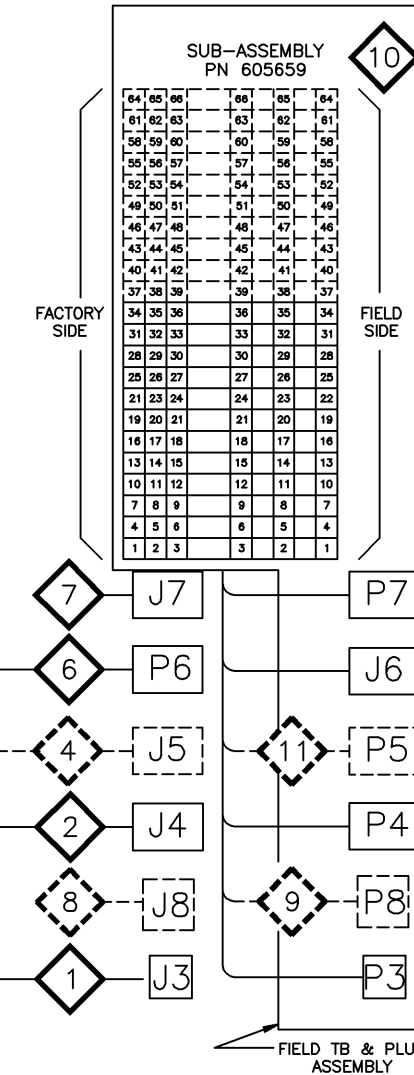 SUB-ASSEMBLY
PN 605659
10
64 65 66 66 65 64
61 62 63 63 62 61
58 59 60 60 59 58
55 56 57 57 56 55
52 53 54 54 53 52
49 50 51 51 50 49
46 47 48 48 47 46
43 44 45 45 44 43
40 41 42 42 41 40
37 38 39 39 38 37
FACTORY
SIDE
FIELD
SIDE
34 35 36 36 35 34
31 32 33 33 32 31
28 29 30 30 29 28
25 26 27 27 26 25
21 23 24 24 23 22
19 20 21 21 20 19
16 17 18 18 17 16
13 14 15 15 14 13
10 11 12 12 11 10
7 8 9 9 8 7
4 5 6 6 5 4
1 2 3 3 2 1
7 J7 P7
6 P6 J6
4 J5 11 P5
2 J4 P4
8 J8 9 P8
1 J3 P3
FIELD TB & PLU
ASSEMBLY